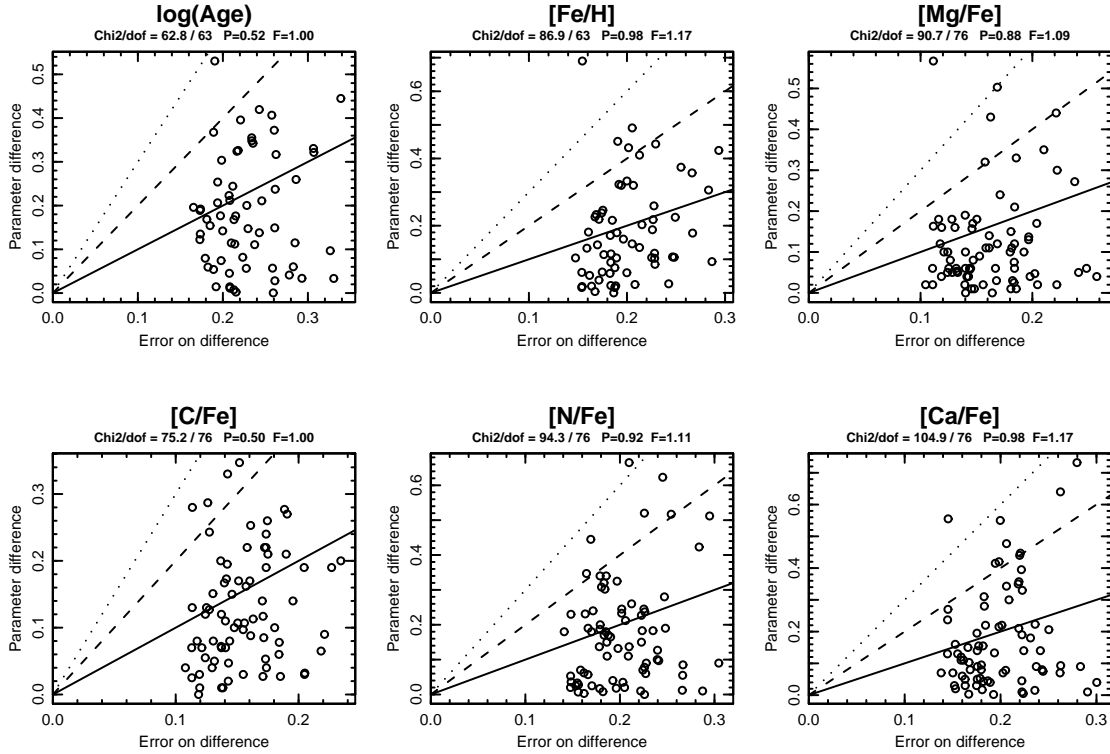 log(Age)
Chi2/dof = 62.8 / 63 P=0.52 F=1.00
Parameter difference
0.0 0.1 0.2 0.3 0.4 0.5
0.0 0.1 0.2 0.3
Error on difference
[Fe/H]
Chi2/dof = 86.9 / 63 P=0.98 F=1.17
Parameter difference
0.0 0.2 0.4 0.6
0.0 0.1 0.2 0.3
Error on difference
[Mg/Fe]
Chi2/dof = 90.7 / 76 P=0.88 F=1.09
Parameter difference
0.0 0.1 0.2 0.3 0.4 0.5
0.0 0.1 0.2
Error on difference
[C/Fe]
Chi2/dof = 75.2 / 76 P=0.50 F=1.00
Parameter difference
0.0 0.1 0.2 0.3
0.0 0.1 0.2
Error on difference
[N/Fe]
Chi2/dof = 94.3 / 76 P=0.92 F=1.11
Parameter difference
0.0 0.2 0.4 0.6
0.0 0.1 0.2 0.3
Error on difference
[Ca/Fe]
Chi2/dof = 104.9 / 76 P=0.98 F=1.17
Parameter difference
0.0 0.2 0.4 0.6
0.0 0.1 0.2 0.3
Error on difference